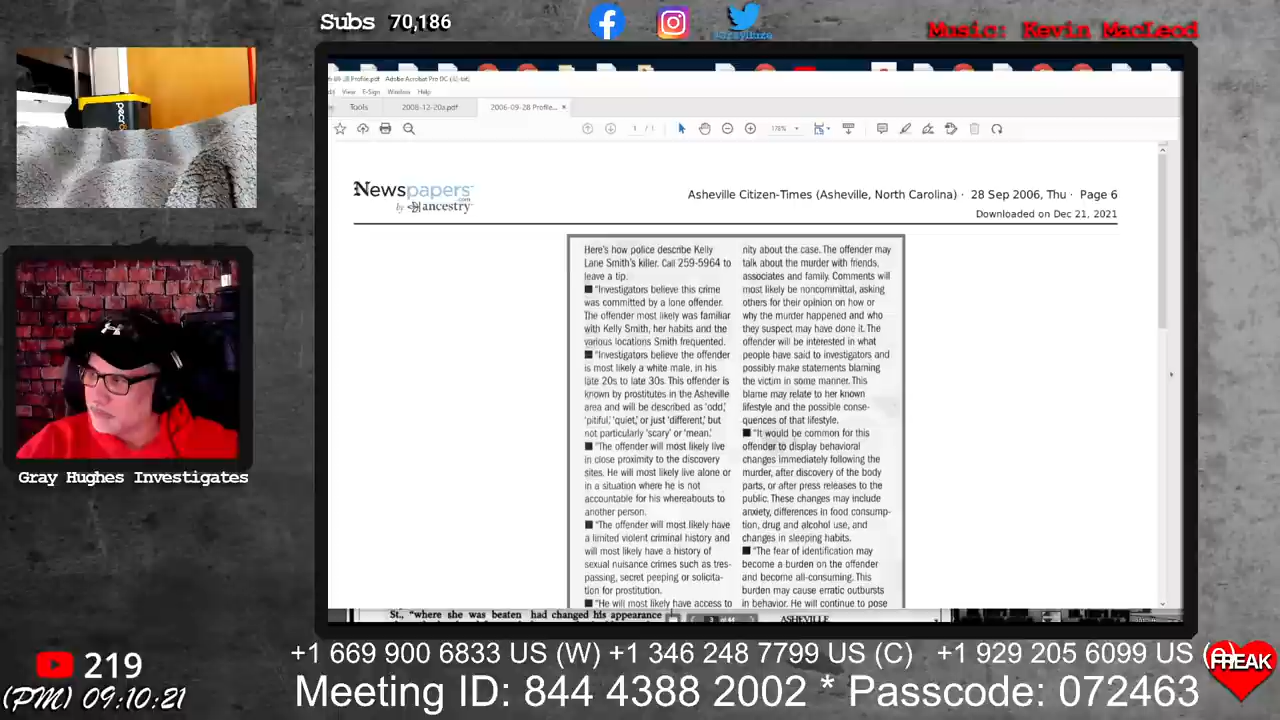 Subs 70,186
Music: Kevin MacLeod
Gray Hughes Investigates
View E-Sign Window Help
Tools 2008-12-20a.pdf 2006-09-28 Profile... ×
1 / 1 178%
Newspapers.com
by ancestry
Asheville Citizen-Times (Asheville, North Carolina) · 28 Sep 2006, Thu · Page 6
Downloaded on Dec 21, 2021
Here's how police describe Kelly
Lane Smith's killer. Call 259-5964 to
leave a tip.
■ "Investigators believe this crime
was committed by a lone offender.
The offender most likely was familiar
with Kelly Smith, her habits and the
various locations Smith frequented.
■ "Investigators believe the offender
is most likely a white male, in his
late 20s to late 30s. This offender is
known by prostitutes in the Asheville
area and will be described as 'odd,'
'pitiful,' 'quiet,' or just 'different,' but
not particularly 'scary' or 'mean.'
■ "The offender will most likely live
in close proximity to the discovery
sites. He will most likely live alone or
in a situation where he is not
accountable for his whereabouts to
another person.
■ "The offender will most likely have
a limited violent criminal history and
will most likely have a history of
sexual nuisance crimes such as tres-
passing, secret peeping or solicita-
tion for prostitution.
■ "He will most likely have access to
nity about the case. The offender may
talk about the murder with friends,
associates and family. Comments will
most likely be noncommittal, asking
others for their opinion on how or
why the murder happened and who
they suspect may have done it. The
offender will be interested in what
people have said to investigators and
possibly make statements blaming
the victim in some manner. This
blame may relate to her known
lifestyle and the possible conse-
quences of that lifestyle.
■ "It would be common for this
offender to display behavioral
changes immediately following the
murder, after discovery of the body
parts, or after press releases to the
public. These changes may include
anxiety, differences in food consump-
tion, drug and alcohol use, and
changes in sleeping habits.
■ "The fear of identification may
become a burden on the offender
and become all-consuming. This
burden may cause erratic outbursts
in behavior. He will continue to pose
St., "where she was beaten had changed his appearance
ASHEVILLE
219
(PM) 09:10:21
+1 669 900 6833 US (W) +1 346 248 7799 US (C) +1 929 205 6099 US
FREAK
Meeting ID: 844 4388 2002 * Passcode: 072463